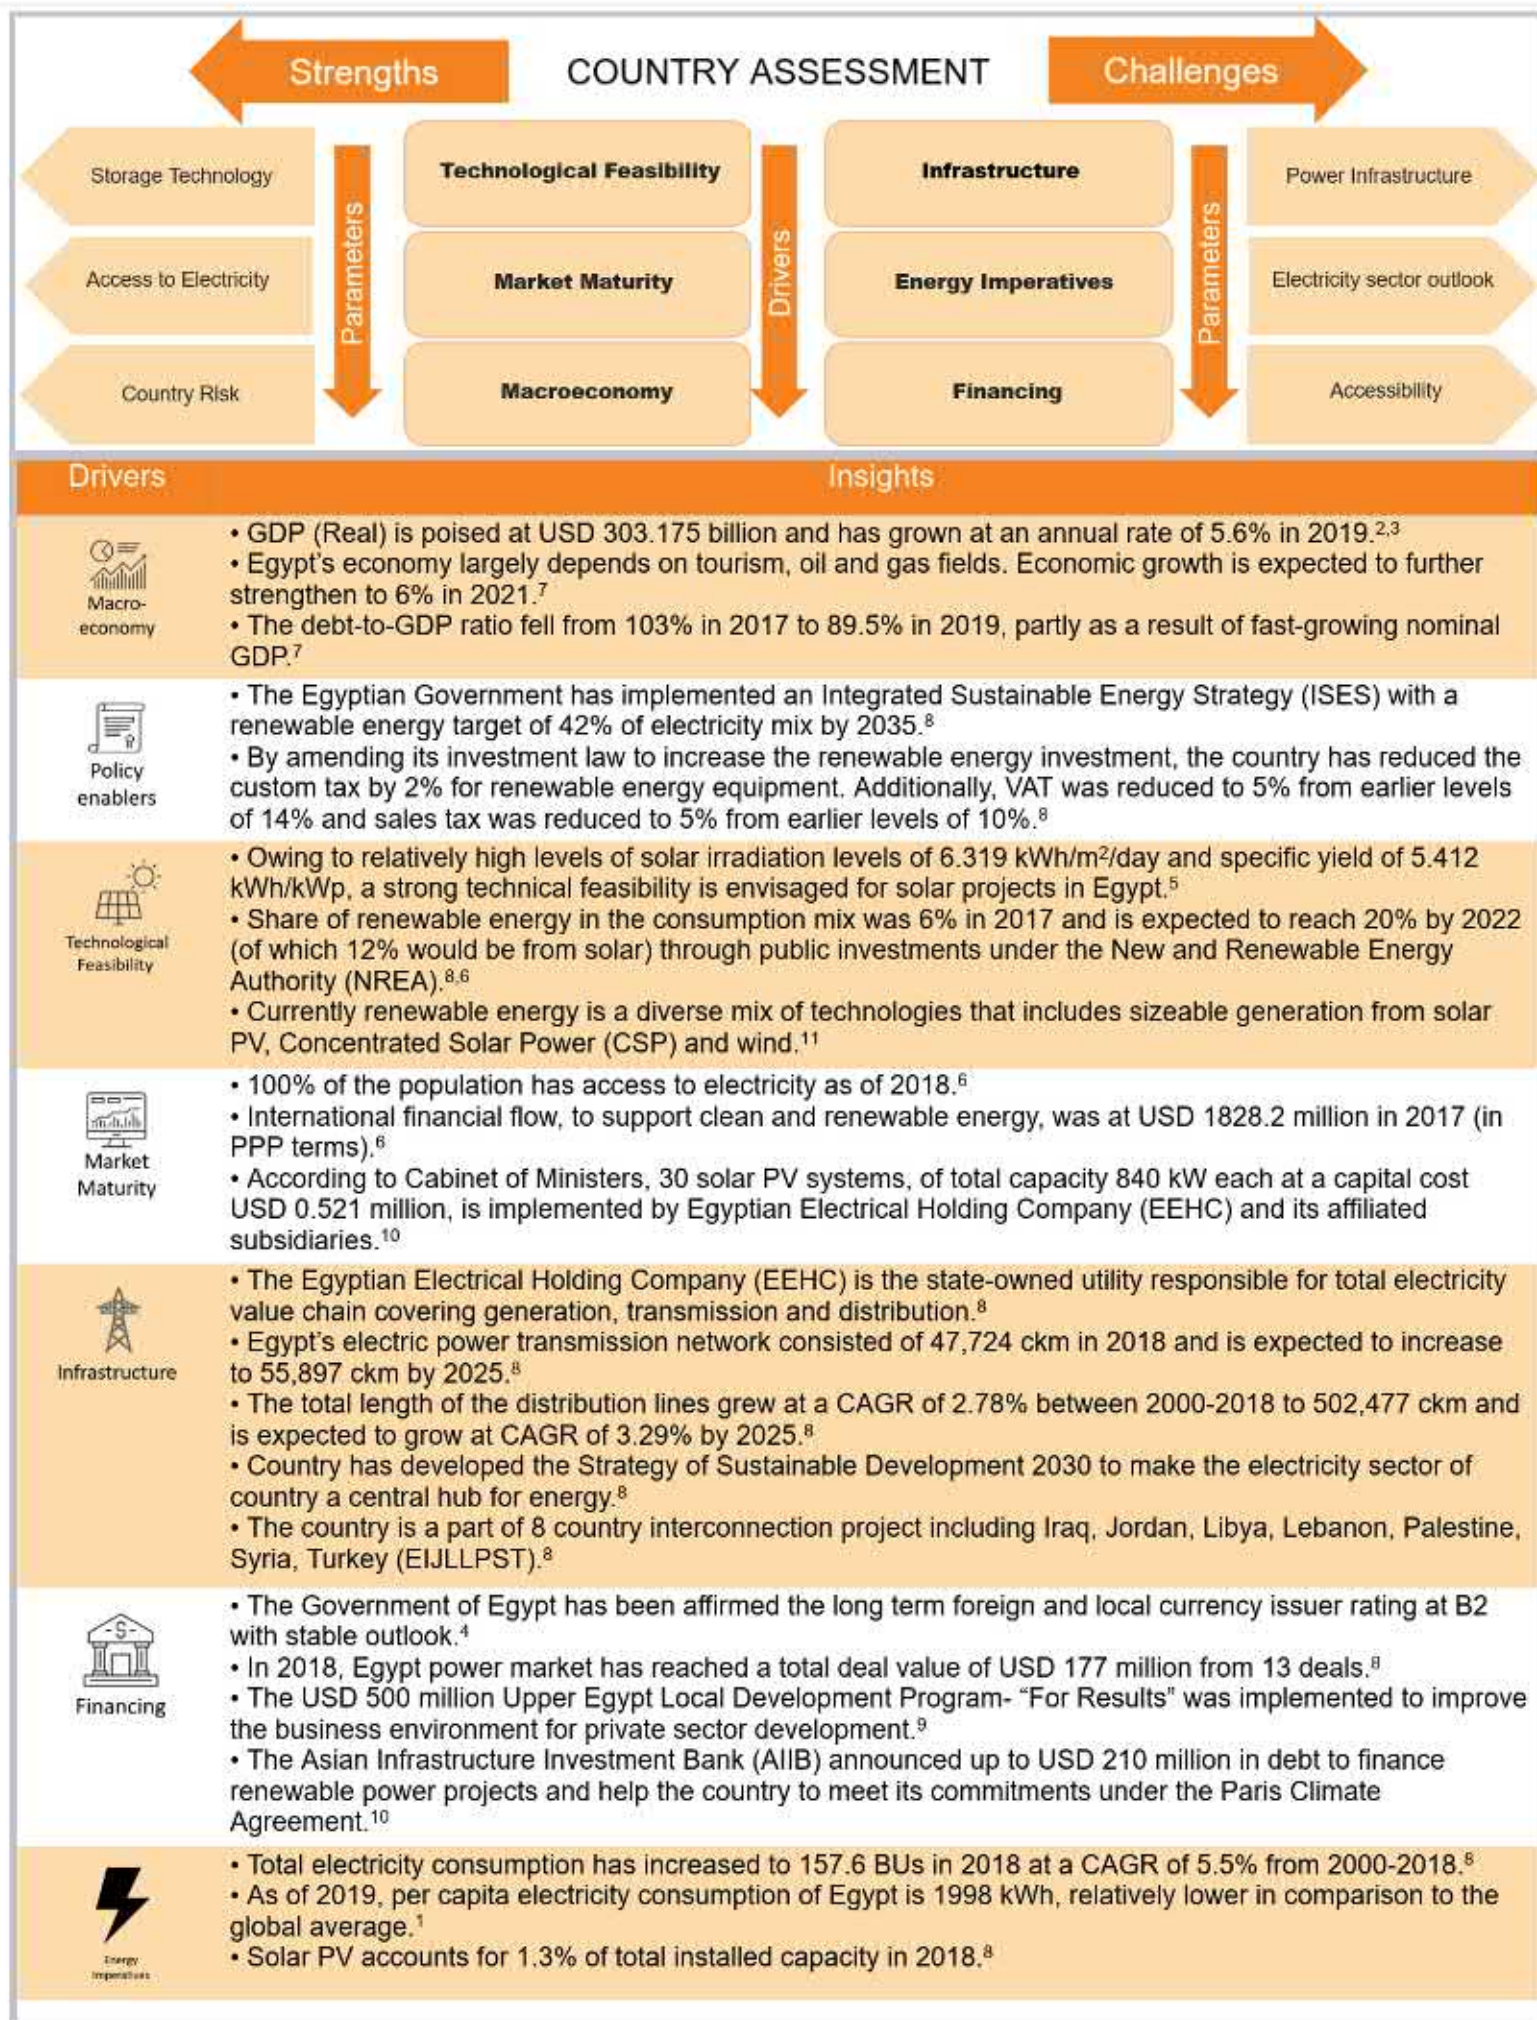 Strengths
COUNTRY ASSESSMENT
Challenges
Storage Technology
Technological Feasibility
Infrastructure
Power Infrastructure
Parameters
Drivers
Parameters
Access to Electricity
Market Maturity
Energy Imperatives
Electricity sector outlook
Country Risk
Macroeconomy
Financing
Accessibility
Drivers
Insights
Macro-
economy
• GDP (Real) is poised at USD 303.175 billion and has grown at an annual rate of 5.6% in 2019.2,3
• Egypt's economy largely depends on tourism, oil and gas fields. Economic growth is expected to further
strengthen to 6% in 2021.7
• The debt-to-GDP ratio fell from 103% in 2017 to 89.5% in 2019, partly as a result of fast-growing nominal
GDP.7
Policy
enablers
• The Egyptian Government has implemented an Integrated Sustainable Energy Strategy (ISES) with a
renewable energy target of 42% of electricity mix by 2035.8
• By amending its investment law to increase the renewable energy investment, the country has reduced the
custom tax by 2% for renewable energy equipment. Additionally, VAT was reduced to 5% from earlier levels
of 14% and sales tax was reduced to 5% from earlier levels of 10%.8
Technological
Feasibility
• Owing to relatively high levels of solar irradiation levels of 6.319 kWh/m2/day and specific yield of 5.412
kWh/kWp, a strong technical feasibility is envisaged for solar projects in Egypt.5
• Share of renewable energy in the consumption mix was 6% in 2017 and is expected to reach 20% by 2022
(of which 12% would be from solar) through public investments under the New and Renewable Energy
Authority (NREA).8,6
• Currently renewable energy is a diverse mix of technologies that includes sizeable generation from solar
PV, Concentrated Solar Power (CSP) and wind.11
Market
Maturity
• 100% of the population has access to electricity as of 2018.6
• International financial flow, to support clean and renewable energy, was at USD 1828.2 million in 2017 (in
PPP terms).6
• According to Cabinet of Ministers, 30 solar PV systems, of total capacity 840 kW each at a capital cost
USD 0.521 million, is implemented by Egyptian Electrical Holding Company (EEHC) and its affiliated
subsidiaries.10
Infrastructure
• The Egyptian Electrical Holding Company (EEHC) is the state-owned utility responsible for total electricity
value chain covering generation, transmission and distribution.8
• Egypt's electric power transmission network consisted of 47,724 ckm in 2018 and is expected to increase
to 55,897 ckm by 2025.8
• The total length of the distribution lines grew at a CAGR of 2.78% between 2000-2018 to 502,477 ckm and
is expected to grow at CAGR of 3.29% by 2025.8
• Country has developed the Strategy of Sustainable Development 2030 to make the electricity sector of
country a central hub for energy.8
• The country is a part of 8 country interconnection project including Iraq, Jordan, Libya, Lebanon, Palestine,
Syria, Turkey (EIJLLPST).8
Financing
• The Government of Egypt has been affirmed the long term foreign and local currency issuer rating at B2
with stable outlook.4
• In 2018, Egypt power market has reached a total deal value of USD 177 million from 13 deals.8
• The USD 500 million Upper Egypt Local Development Program- “For Results” was implemented to improve
the business environment for private sector development.9
• The Asian Infrastructure Investment Bank (AIIB) announced up to USD 210 million in debt to finance
renewable power projects and help the country to meet its commitments under the Paris Climate
Agreement.10
Energy
Imperatives
• Total electricity consumption has increased to 157.6 BUs in 2018 at a CAGR of 5.5% from 2000-2018.8
• As of 2019, per capita electricity consumption of Egypt is 1998 kWh, relatively lower in comparison to the
global average.1
• Solar PV accounts for 1.3% of total installed capacity in 2018.8